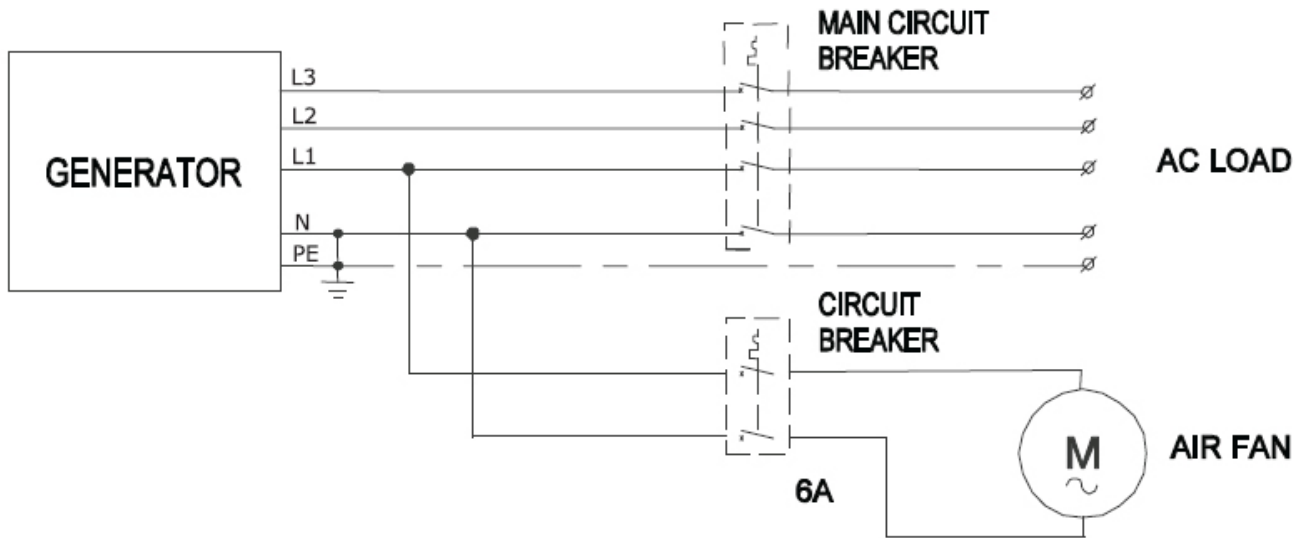 MAIN CIRCUIT
BREAKER
L3
L2
L1
GENERATOR
AC LOAD
N
PE
CIRCUIT
BREAKER
M
AIR FAN
6A